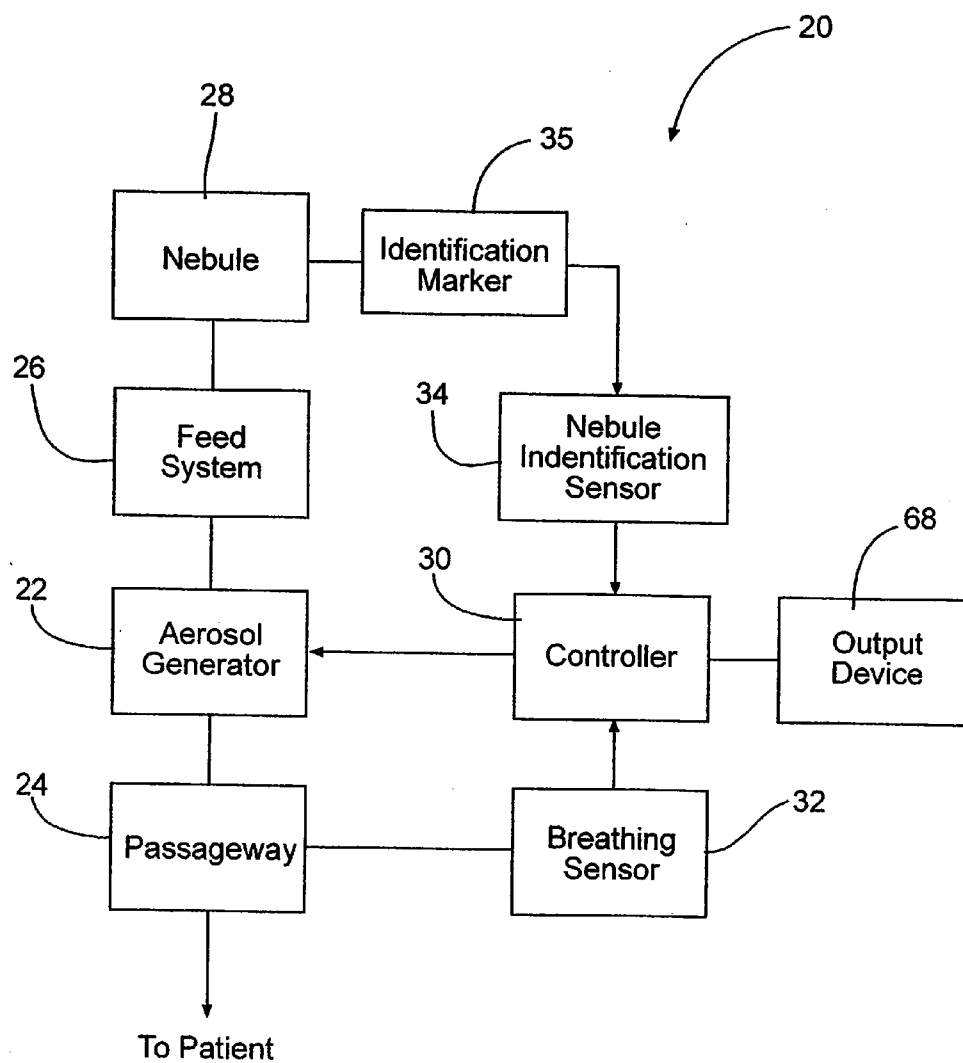 20
28
35
Nebule
Identification
Marker
26
34
Feed
System
Nebule
Indentification
Sensor
68
22
30
Aerosol
Generator
Controller
Output
Device
24
32
Passageway
Breathing
Sensor
To Patient